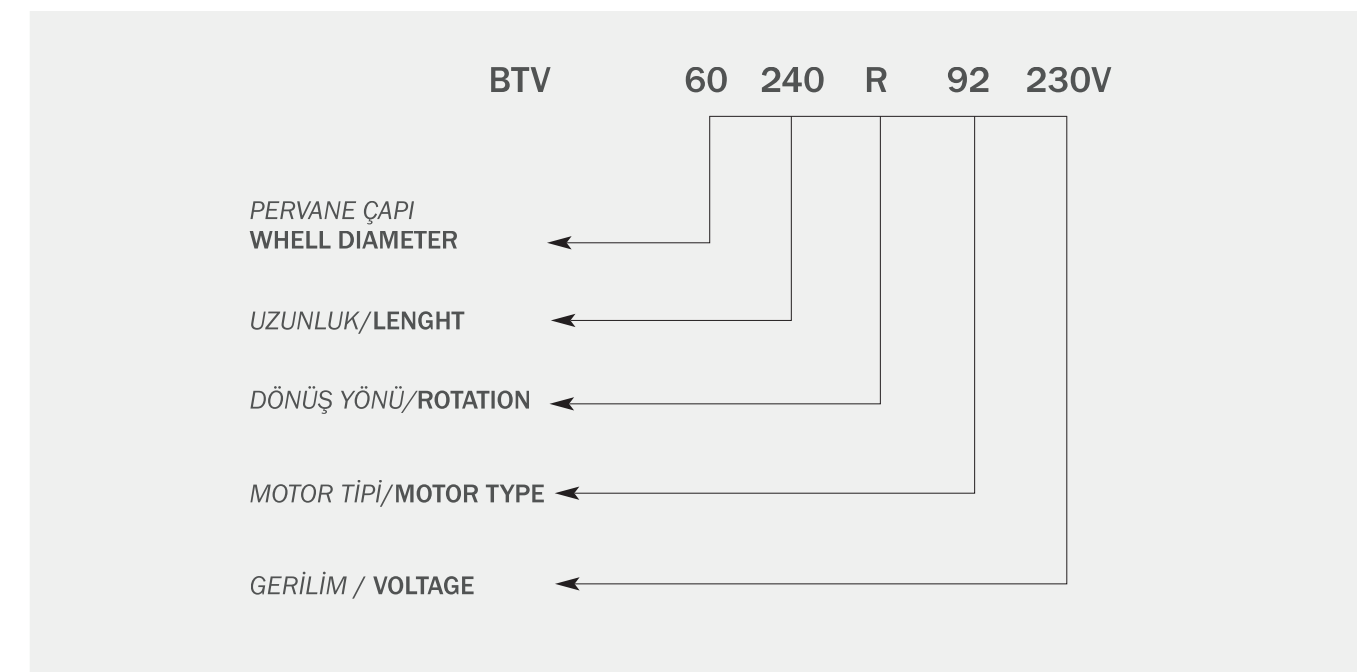 BTV 60 240 R 92 230V
PERVANE ÇAPI
WHELL DIAMETER
UZUNLUK/LENGHT
DÖNÜŞ YÖNÜ/ROTATION
MOTOR TİPİ/MOTOR TYPE
GERİLİM / VOLTAGE